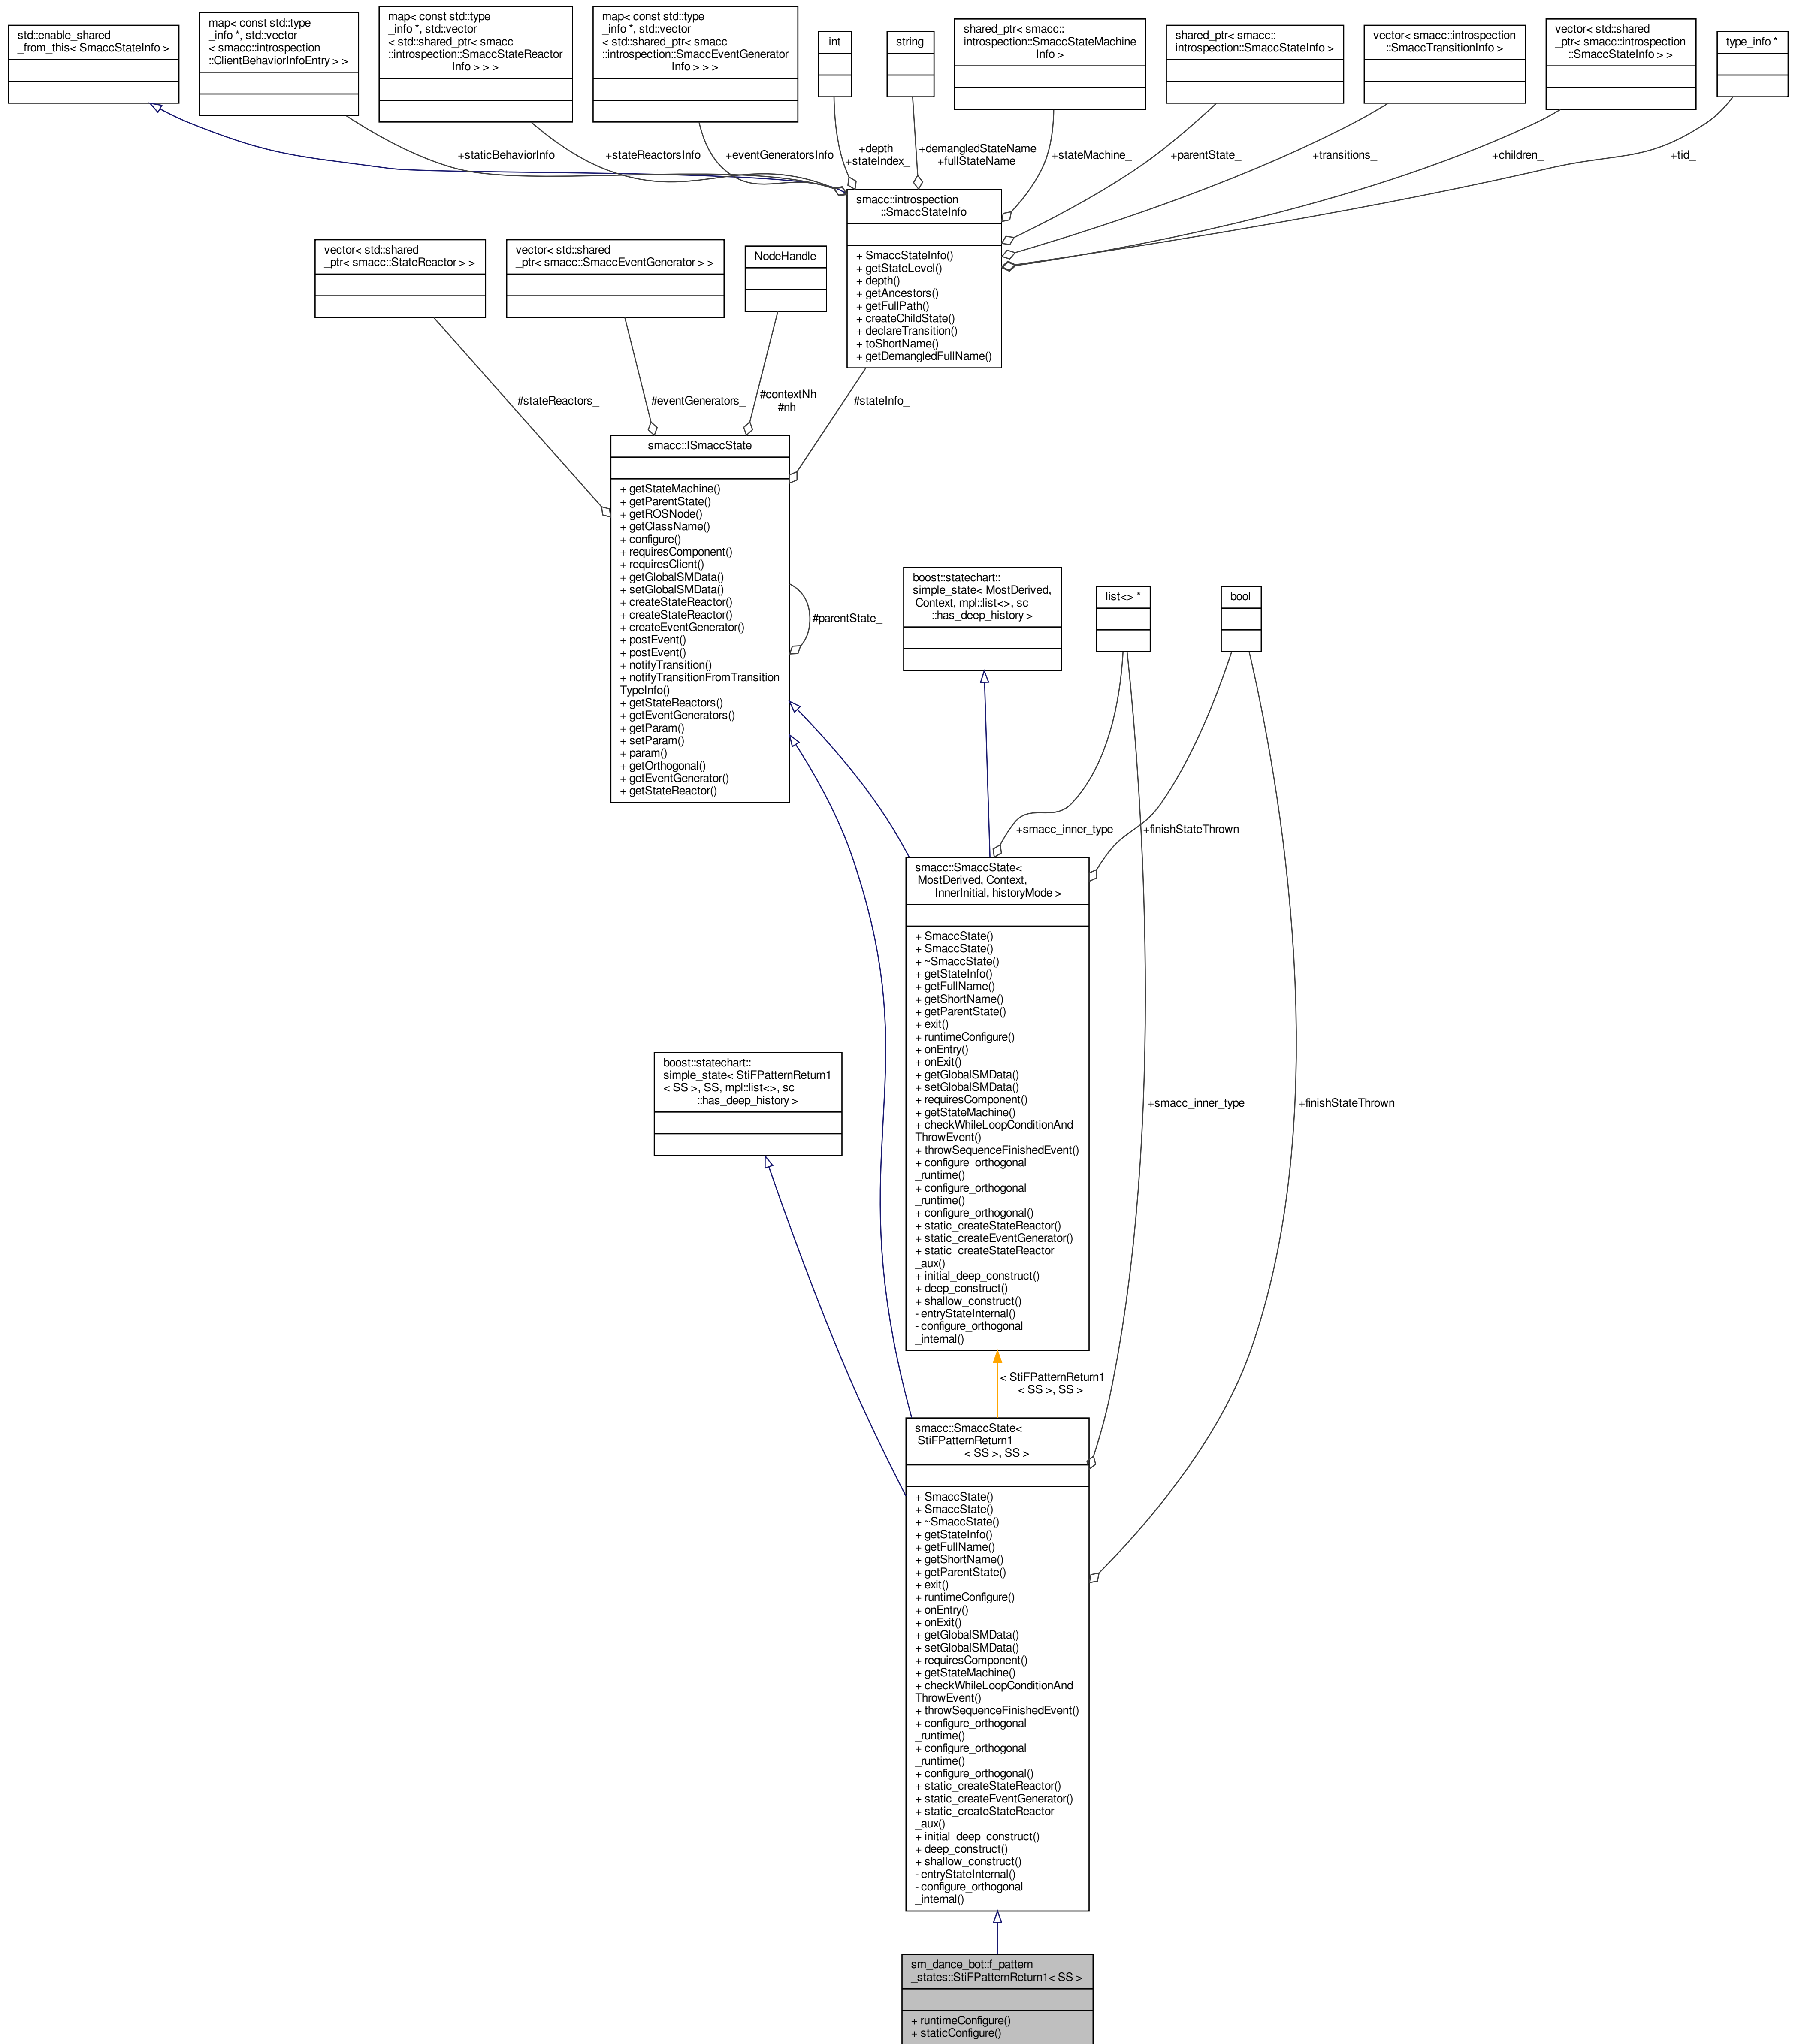 std::enable_shared
_from_this< SmaccStateInfo >
map< const std::type
_info *, std::vector
< smacc::introspection
::ClientBehaviorInfoEntry > >
map< const std::type
_info *, std::vector
< std::shared_ptr< smacc
::introspection::SmaccStateReactor
Info > > >
map< const std::type
_info *, std::vector
< std::shared_ptr< smacc
::introspection::SmaccEventGenerator
Info > > >
int
string
shared_ptr< smacc::
introspection::SmaccStateMachine
Info >
shared_ptr< smacc::
introspection::SmaccStateInfo >
vector< smacc::introspection
::SmaccTransitionInfo >
vector< std::shared
_ptr< smacc::introspection
::SmaccStateInfo > >
type_info *
+staticBehaviorInfo
+stateReactorsInfo
+eventGeneratorsInfo
+depth_
+stateIndex_
+demangledStateName
+fullStateName
+stateMachine_
+parentState_
+transitions_
+children_
+tid_
smacc::introspection
::SmaccStateInfo
+ SmaccStateInfo()
+ getStateLevel()
+ depth()
+ getAncestors()
+ getFullPath()
+ createChildState()
+ declareTransition()
+ toShortName()
+ getDemangledFullName()
vector< std::shared
_ptr< smacc::StateReactor > >
vector< std::shared
_ptr< smacc::SmaccEventGenerator > >
NodeHandle
#stateReactors_
#eventGenerators_
#contextNh
#nh
#stateInfo_
smacc::ISmaccState
+ getStateMachine()
+ getParentState()
+ getROSNode()
+ getClassName()
+ configure()
+ requiresComponent()
+ requiresClient()
+ getGlobalSMData()
+ setGlobalSMData()
+ createStateReactor()
+ createStateReactor()
+ createEventGenerator()
+ postEvent()
+ postEvent()
+ notifyTransition()
+ notifyTransitionFromTransition
TypeInfo()
+ getStateReactors()
+ getEventGenerators()
+ getParam()
+ setParam()
+ param()
+ getOrthogonal()
+ getEventGenerator()
+ getStateReactor()
#parentState_
boost::statechart::
simple_state< MostDerived,
Context, mpl::list<>, sc
::has_deep_history >
list<> *
bool
+smacc_inner_type
+finishStateThrown
smacc::SmaccState<
MostDerived, Context,
InnerInitial, historyMode >
+ SmaccState()
+ SmaccState()
+ ~SmaccState()
+ getStateInfo()
+ getFullName()
+ getShortName()
+ getParentState()
+ exit()
+ runtimeConfigure()
+ onEntry()
+ onExit()
+ getGlobalSMData()
+ setGlobalSMData()
+ requiresComponent()
+ getStateMachine()
+ checkWhileLoopConditionAnd
ThrowEvent()
+ throwSequenceFinishedEvent()
+ configure_orthogonal
_runtime()
+ configure_orthogonal
_runtime()
+ configure_orthogonal()
+ static_createStateReactor()
+ static_createEventGenerator()
+ static_createStateReactor
_aux()
+ initial_deep_construct()
+ deep_construct()
+ shallow_construct()
- entryStateInternal()
- configure_orthogonal
_internal()
boost::statechart::
simple_state< StiFPatternReturn1
< SS >, SS, mpl::list<>, sc
::has_deep_history >
+smacc_inner_type
+finishStateThrown
< StiFPatternReturn1
< SS >, SS >
smacc::SmaccState<
StiFPatternReturn1
< SS >, SS >
+ SmaccState()
+ SmaccState()
+ ~SmaccState()
+ getStateInfo()
+ getFullName()
+ getShortName()
+ getParentState()
+ exit()
+ runtimeConfigure()
+ onEntry()
+ onExit()
+ getGlobalSMData()
+ setGlobalSMData()
+ requiresComponent()
+ getStateMachine()
+ checkWhileLoopConditionAnd
ThrowEvent()
+ throwSequenceFinishedEvent()
+ configure_orthogonal
_runtime()
+ configure_orthogonal
_runtime()
+ configure_orthogonal()
+ static_createStateReactor()
+ static_createEventGenerator()
+ static_createStateReactor
_aux()
+ initial_deep_construct()
+ deep_construct()
+ shallow_construct()
- entryStateInternal()
- configure_orthogonal
_internal()
sm_dance_bot::f_pattern
_states::StiFPatternReturn1< SS >
+ runtimeConfigure()
+ staticConfigure()